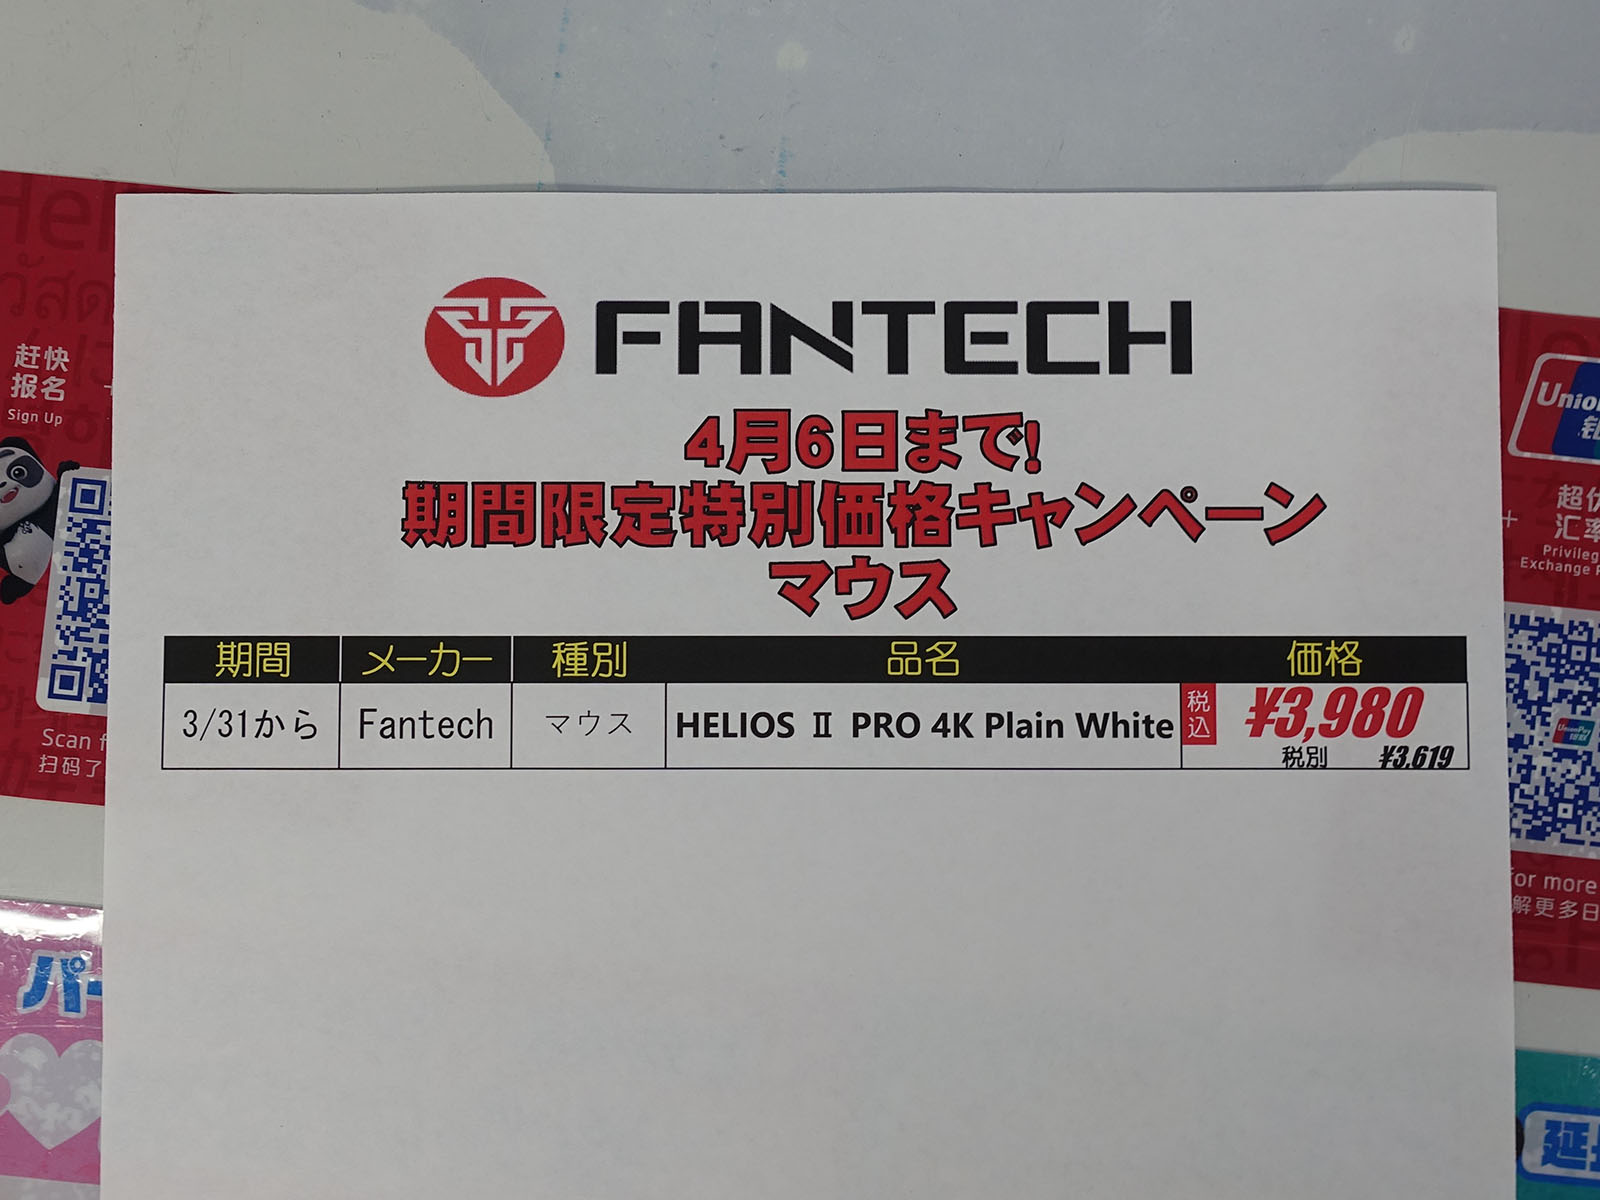 FANTECH
4月6日まで!
期間限定特別価格キャンペーン
マウス
期間 メーカー 種別 品名 価格
3/31から Fantech マウス HELIOS Ⅱ PRO 4K Plain White 税込 ¥3,980
税別 ¥3,619
赶快
报名
Sign Up
Scan
扫码了
超
汇率
Exchange
UnionPay
for more
解更多
パー